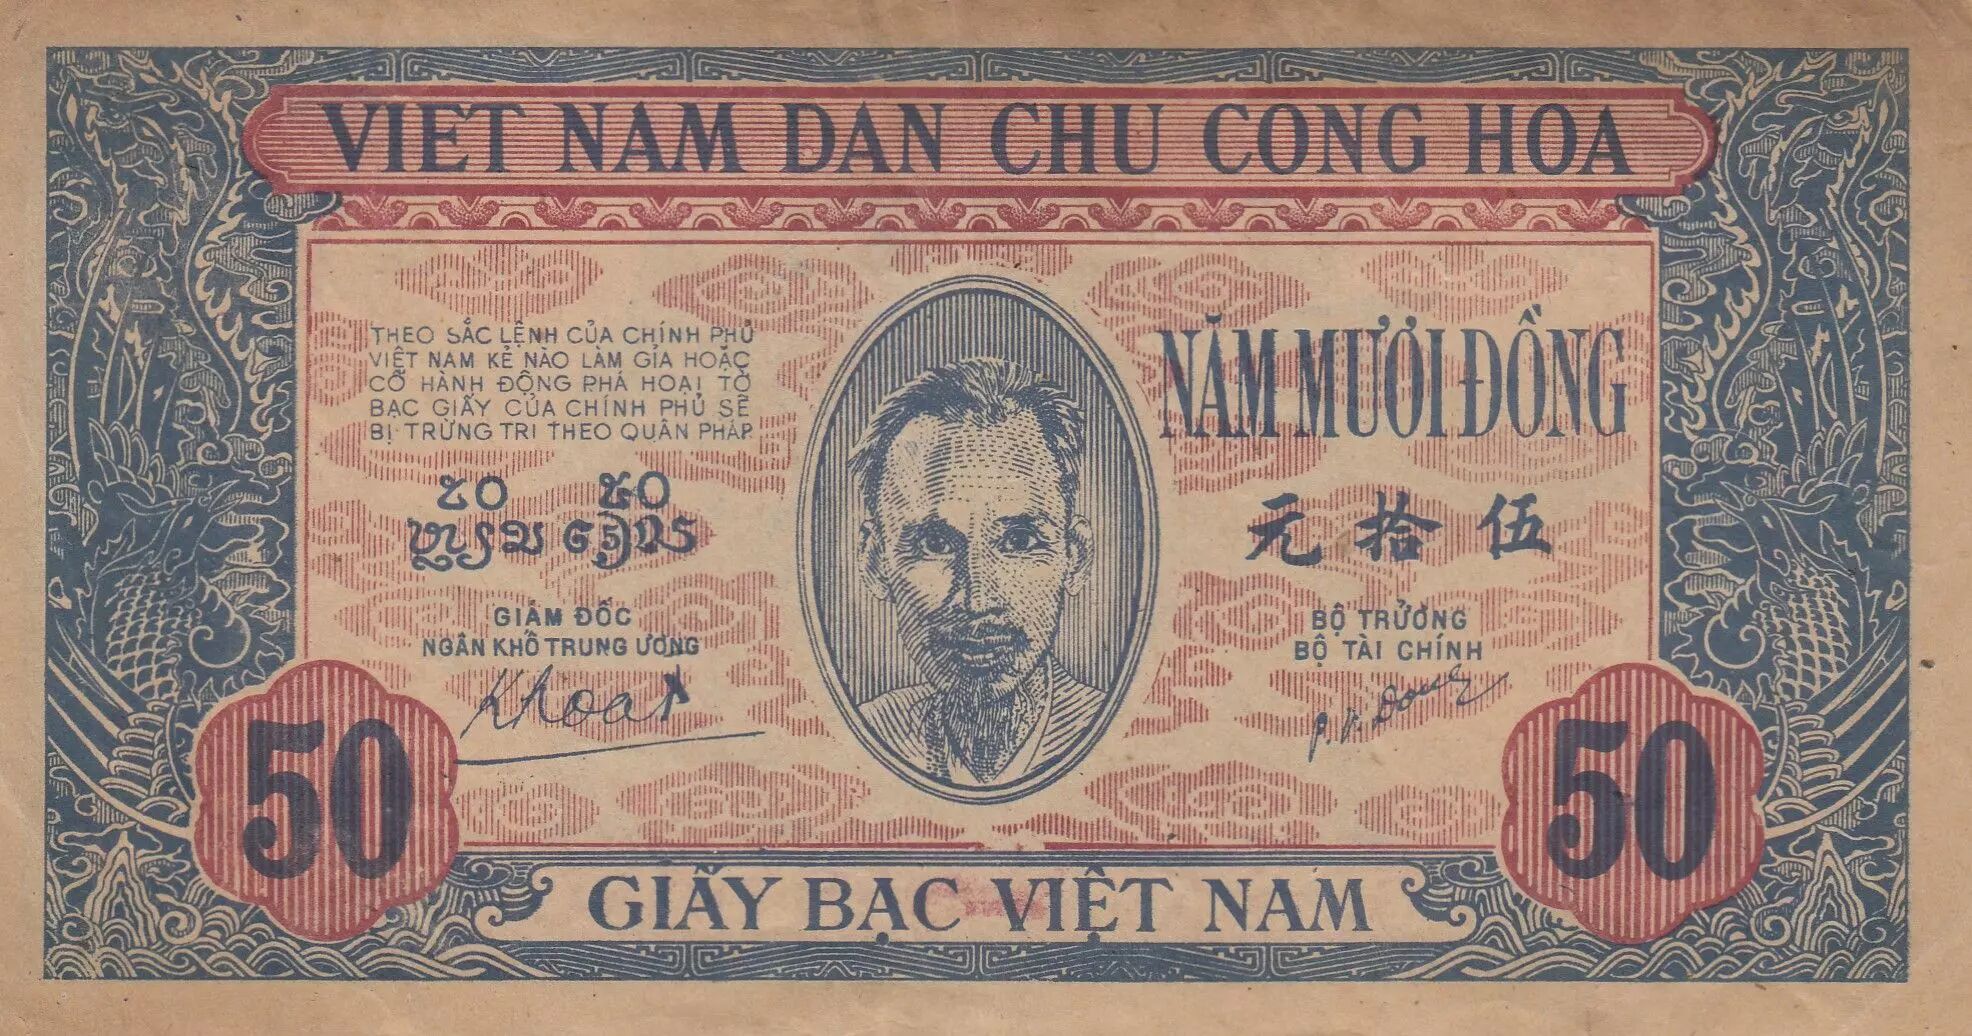 VIET NAM DAN CHU CONG HOA
THEO SẮC LỆNH CỦA CHÍNH PHỦ
VIỆT NAM KẺ NÀO LÀM GIẢ HOẶC
CÓ HÀNH ĐỘNG PHÁ HOẠI TỜ
BẠC GIẤY CỦA CHÍNH PHỦ SẼ
BỊ TRỪNG TRỊ THEO QUÂN PHÁP
NĂM MƯƠI ĐỒNG
元拾伍
GIÁM ĐỐC
NGÂN KHỐ TRUNG ƯƠNG
Khoat
BỘ TRƯỞNG
BỘ TÀI CHÍNH
P.V. Dong
50
50
GIẤY BẠC VIỆT NAM